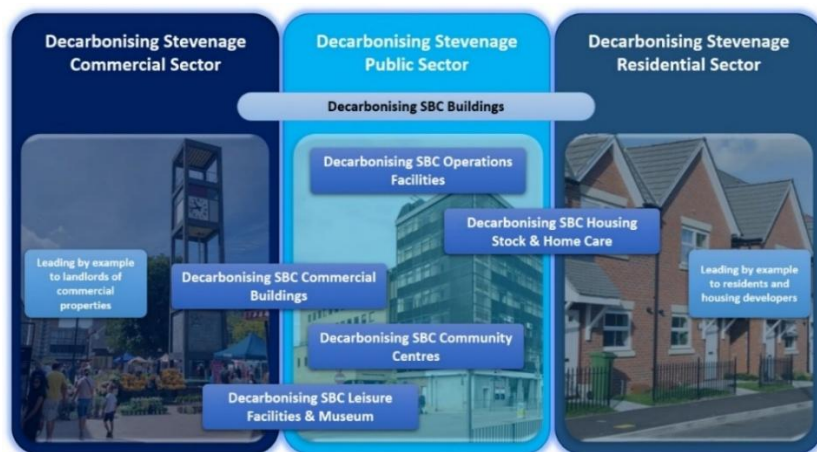 Decarbonising Stevenage
Commercial Sector
Decarbonising Stevenage
Public Sector
Decarbonising Stevenage
Residential Sector
Decarbonising SBC Buildings
Decarbonising SBC Operations
Facilities
Decarbonising SBC Housing
Stock & Home Care
Leading by example
to landlords of
commercial
properties
Decarbonising SBC Commercial
Buildings
Leading by example
to residents and
housing developers
Decarbonising SBC Community
Centres
Decarbonising SBC Leisure
Facilities & Museum